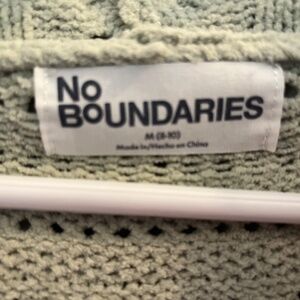 No
BOUNDARIES
M (8-10)
Made In/Hecho en China